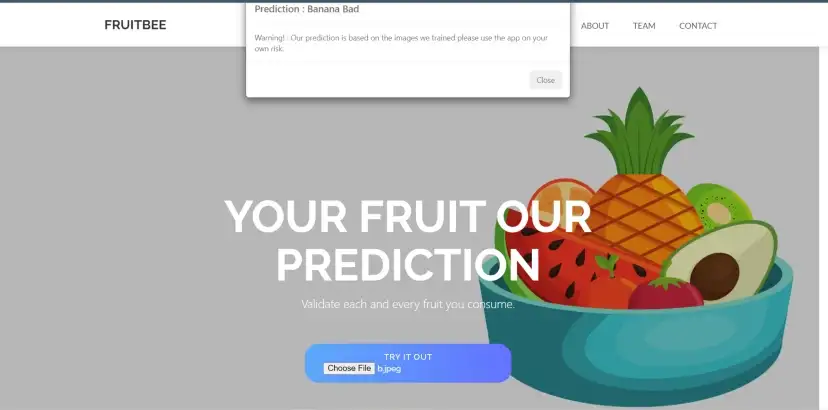 Prediction : Banana Bad
FRUITBEE
ABOUT TEAM CONTACT
Warning! : Our prediction is based on the images we trained please use the app on your
own risk.
Close
YOUR FRUIT OUR
PREDICTION
Validate each and every fruit you consume.
TRY IT OUT
Choose File b.jpeg